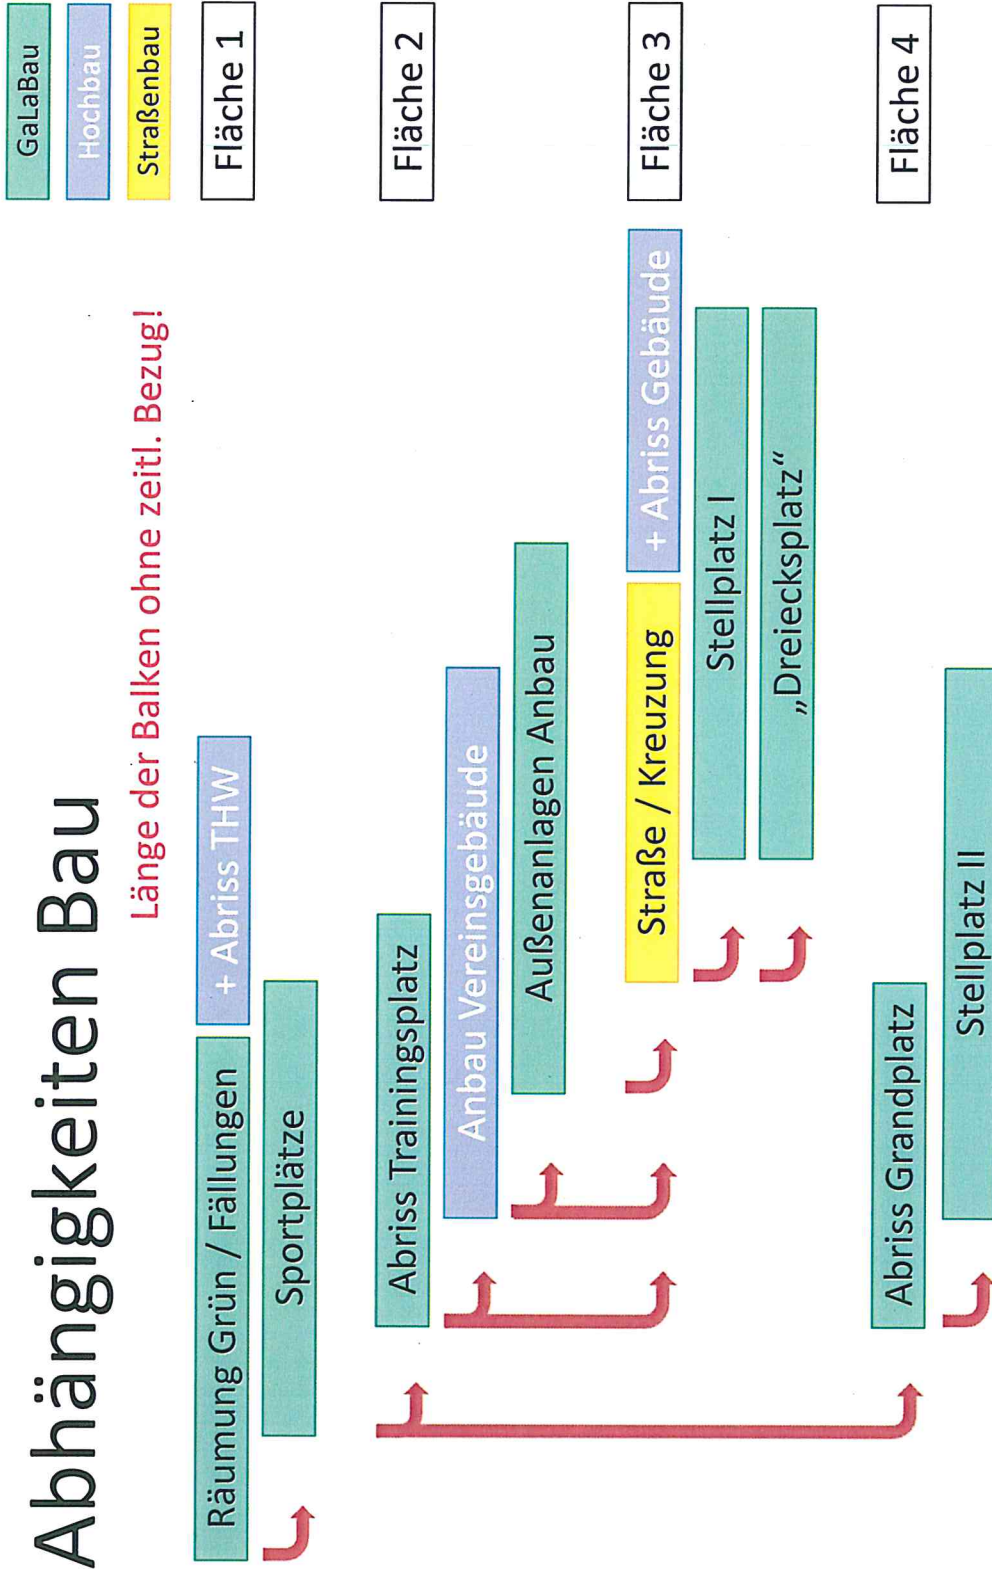 Abhängigkeiten Bau
GaLaBau
Hochbau
Straßenbau
Länge der Balken ohne zeitl. Bezug!
Räumung Grün / Fällungen
+ Abriss THW
Fläche 1
Sportplätze
Abriss Trainingsplatz
Fläche 2
Anbau Vereinsgebäude
Außenanlagen Anbau
Straße / Kreuzung
+ Abriss Gebäude
Fläche 3
Stellplatz I
„Dreiecksplatz“
Abriss Grandplatz
Fläche 4
Stellplatz II